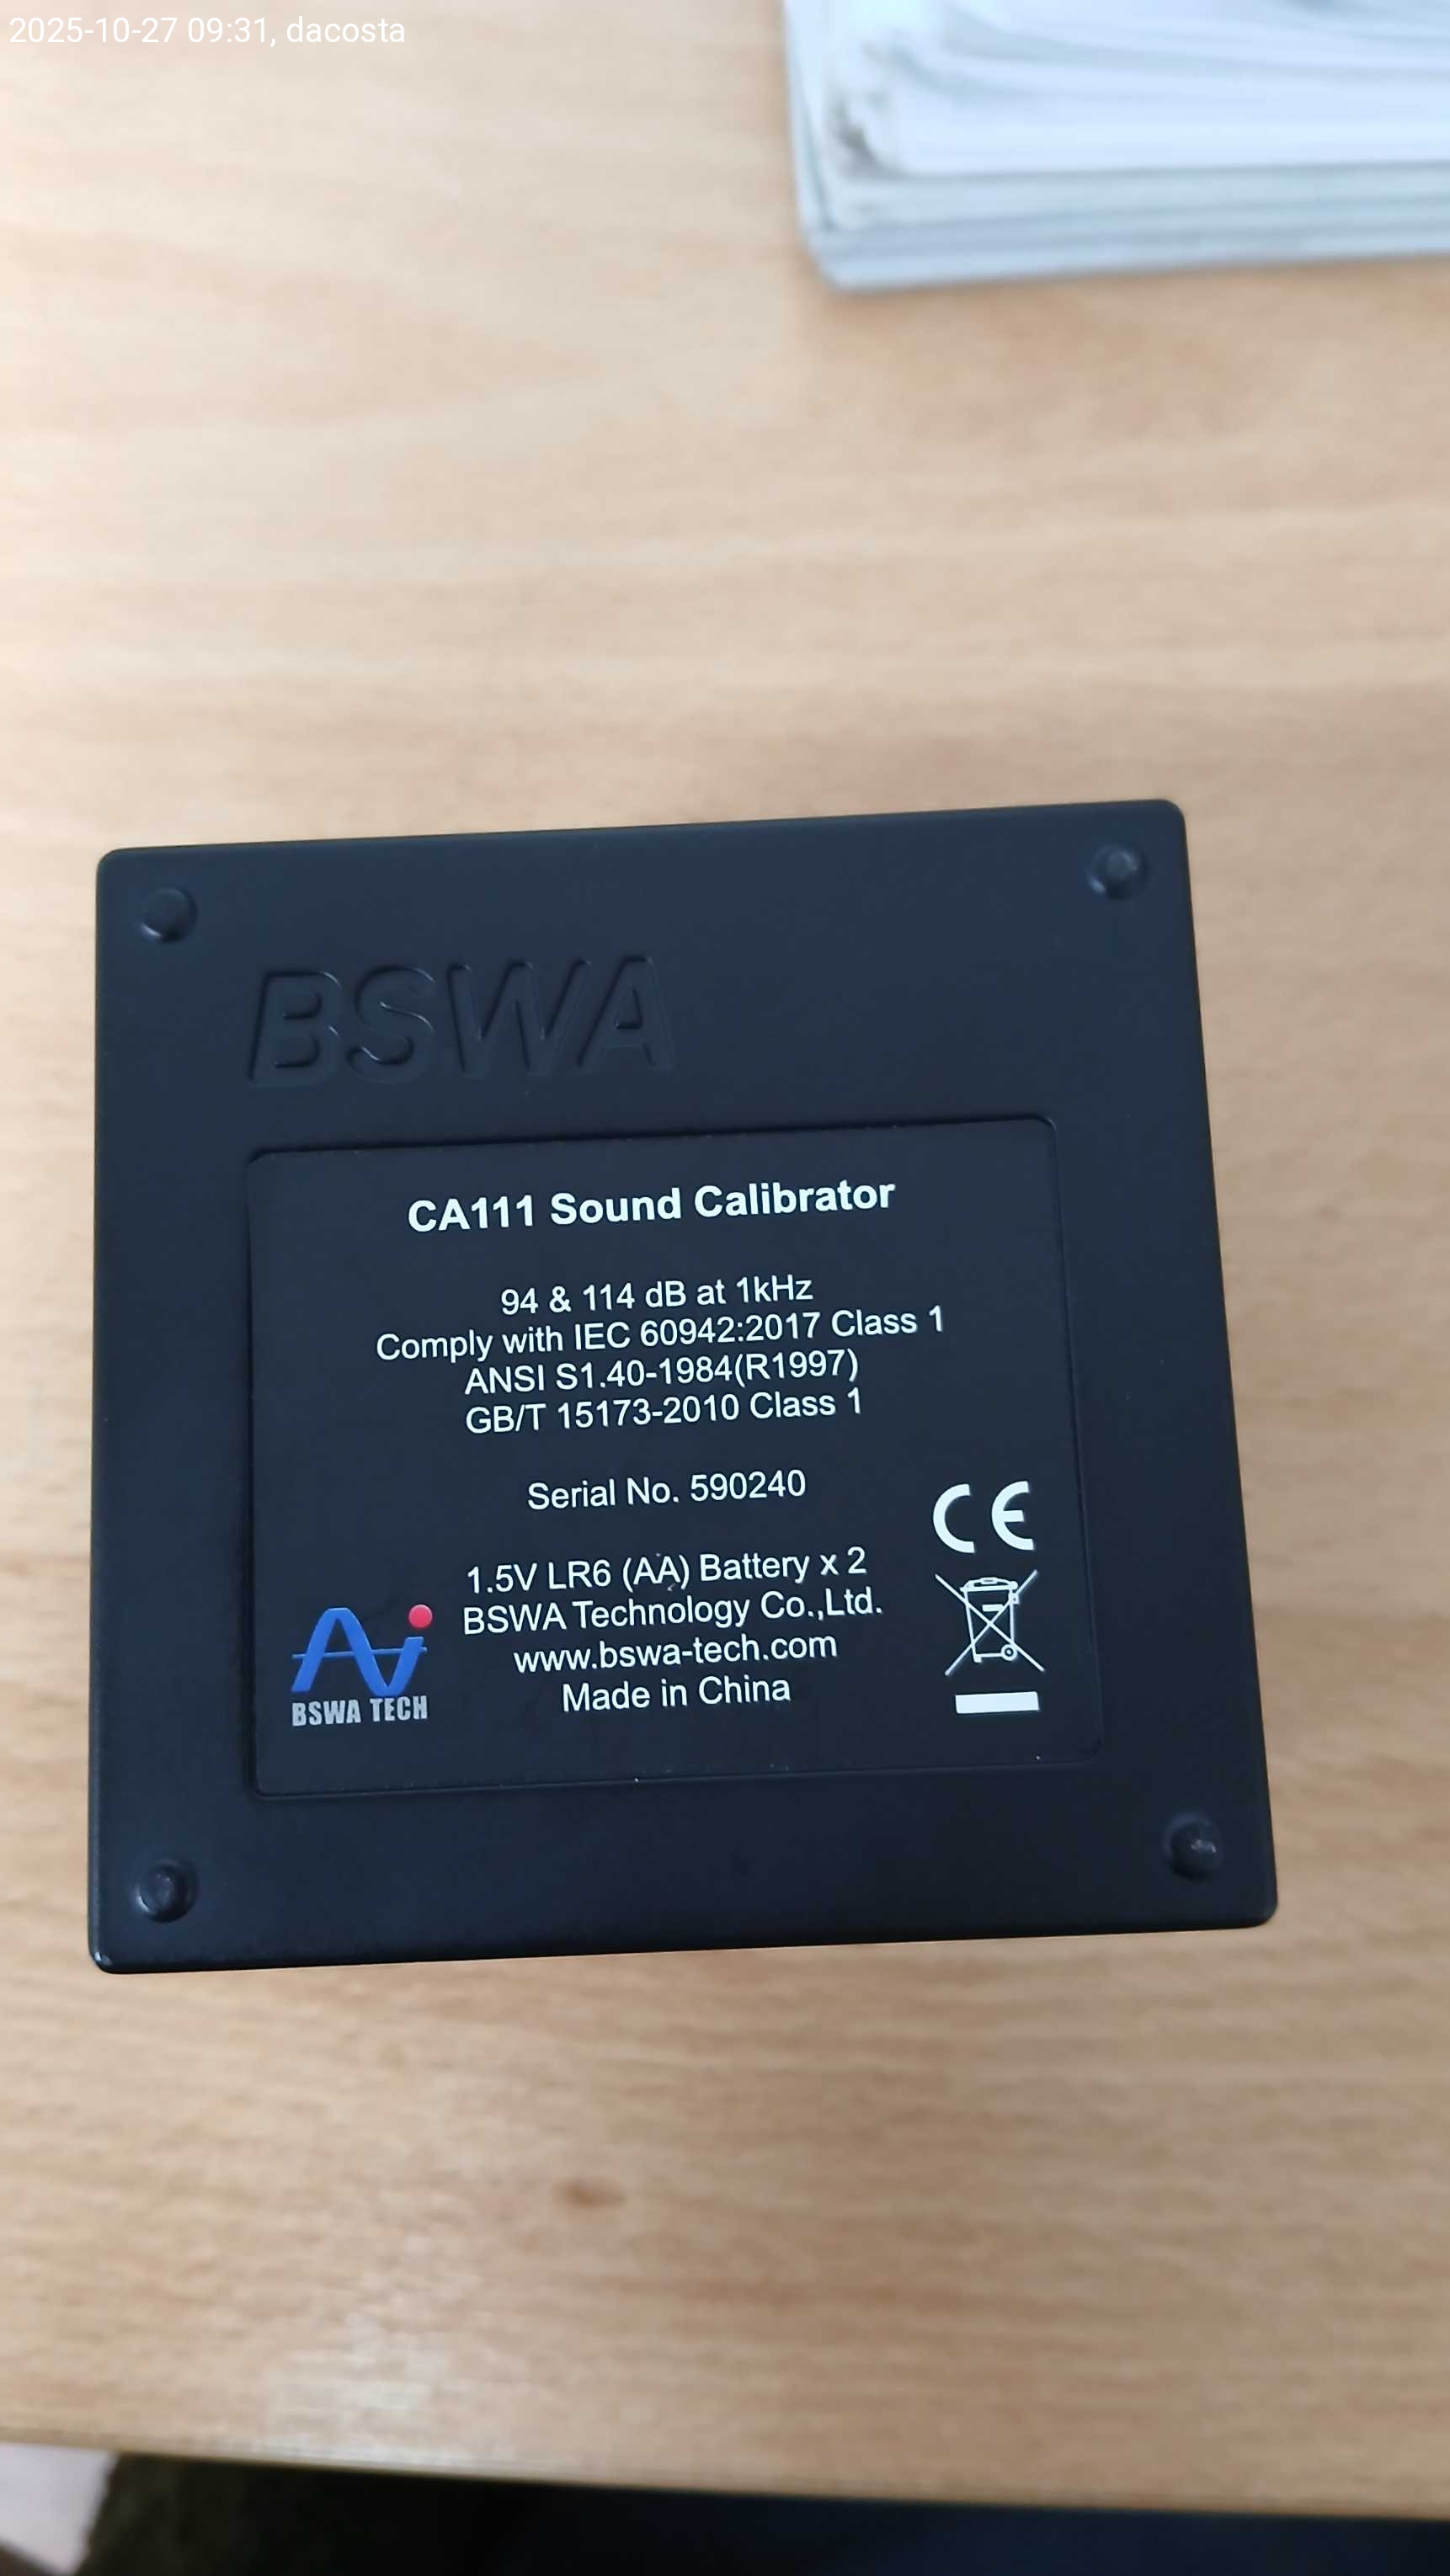 2025-10-27 09:31, dacosta
BSWA
CA111 Sound Calibrator
94 & 114 dB at 1kHz
Comply with IEC 60942:2017 Class 1
ANSI S1.40-1984(R1997)
GB/T 15173-2010 Class 1
Serial No. 590240
CE
1.5V LR6 (AA) Battery x 2
BSWA Technology Co.,Ltd.
www.bswa-tech.com
Made in China
BSWA TECH